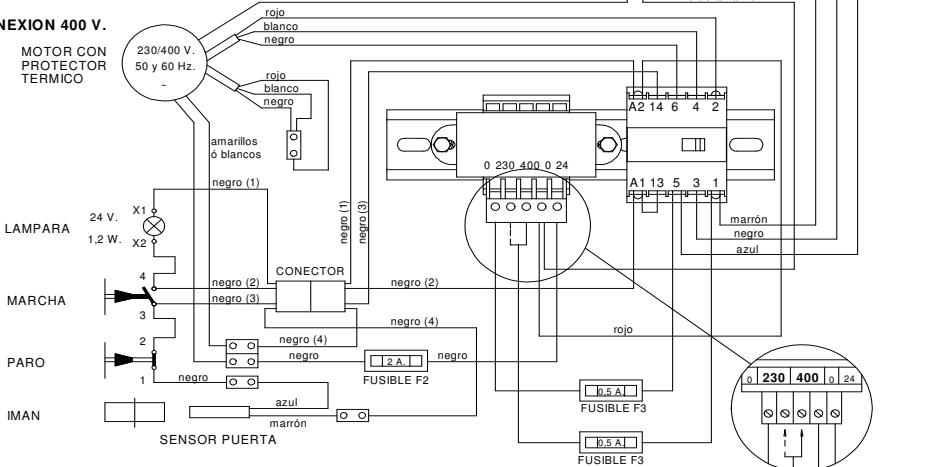 NEXION 400 V.
MOTOR CON
PROTECTOR
TERMICO
230/400 V.
50 y 60 Hz.
~
rojo
blanco
negro
rojo
blanco
negro
amarillos
ó blancos
A2 14 6 4 2
0 230 400 0 24
A1 13 5 3 1
marrón
negro
azul
negro (1)
LAMPARA
24 V.
1,2 W.
X1
X2
negro (1)
negro (3)
CONECTOR
MARCHA
4
3
negro (2)
negro (3)
negro (2)
negro (4)
rojo
PARO
2
1
negro (4)
negro
2 A.
negro
FUSIBLE F2
negro
IMAN
azul
marrón
SENSOR PUERTA
0,5 A.
FUSIBLE F3
0,5 A.
FUSIBLE F3
0 230 400 0 24